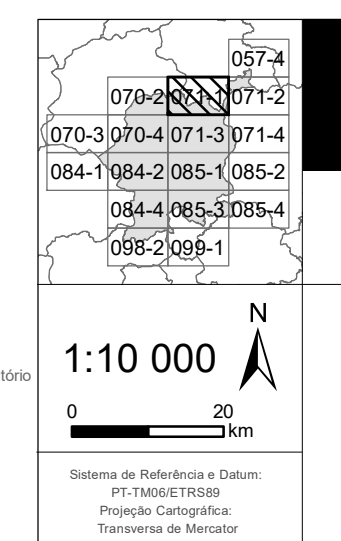 057-4
070-2 071-1 071-2
070-3 070-4 071-3 071-4
084-1 084-2 085-1 085-2
084-4 085-3 085-4
098-2 099-1
N
1:10 000
tório
0 20
km
Sistema de Referência e Datum:
PT-TM06/ETRS89
Projeção Cartográfica:
Transversa de Mercator